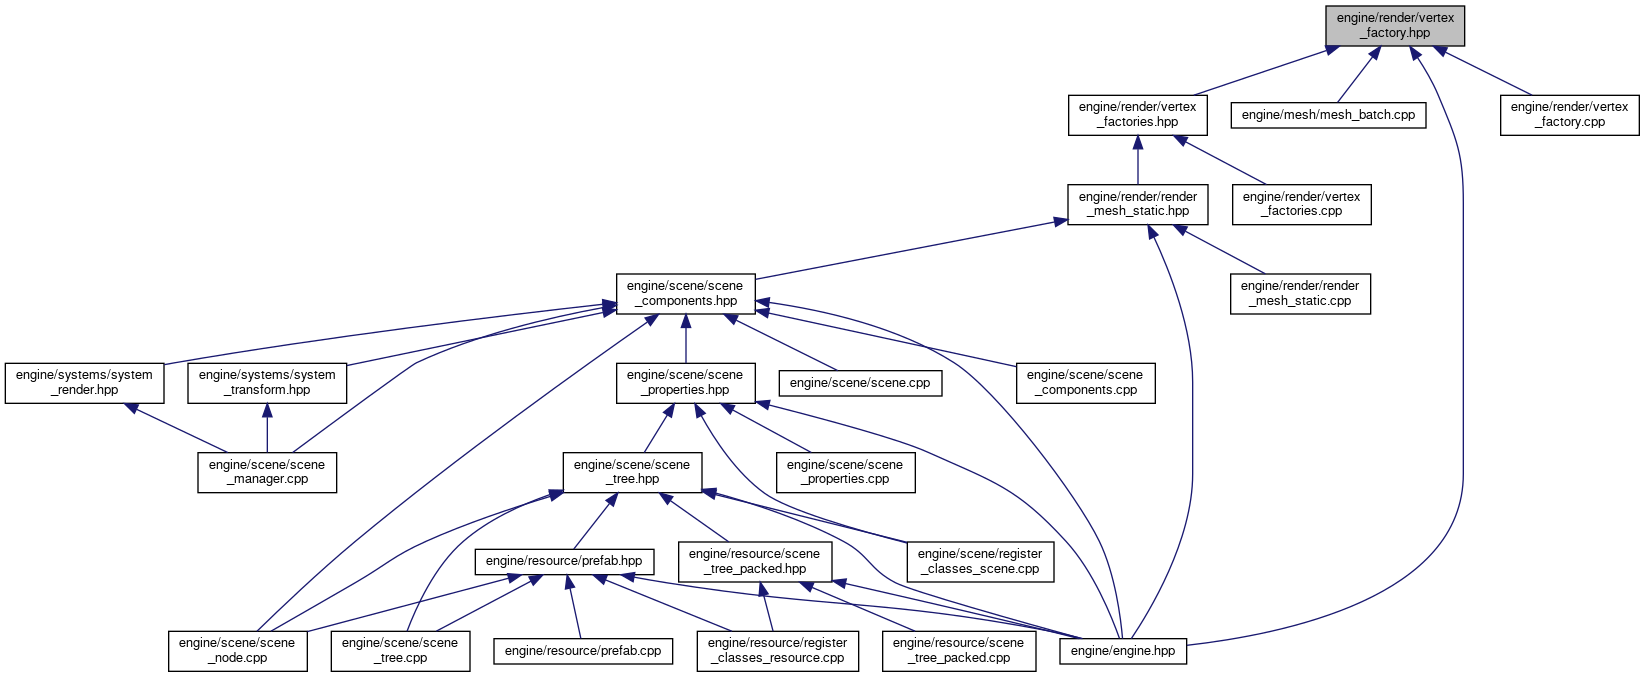 engine/render/vertex
_factory.hpp
engine/render/vertex
_factories.hpp
engine/mesh/mesh_batch.cpp
engine/render/vertex
_factory.cpp
engine/render/render
_mesh_static.hpp
engine/render/vertex
_factories.cpp
engine/scene/scene
_components.hpp
engine/render/render
_mesh_static.cpp
engine/systems/system
_render.hpp
engine/systems/system
_transform.hpp
engine/scene/scene
_properties.hpp
engine/scene/scene.cpp
engine/scene/scene
_components.cpp
engine/scene/scene
_manager.cpp
engine/scene/scene
_tree.hpp
engine/scene/scene
_properties.cpp
engine/resource/prefab.hpp
engine/resource/scene
_tree_packed.hpp
engine/scene/register
_classes_scene.cpp
engine/scene/scene
_node.cpp
engine/scene/scene
_tree.cpp
engine/resource/prefab.cpp
engine/resource/register
_classes_resource.cpp
engine/resource/scene
_tree_packed.cpp
engine/engine.hpp